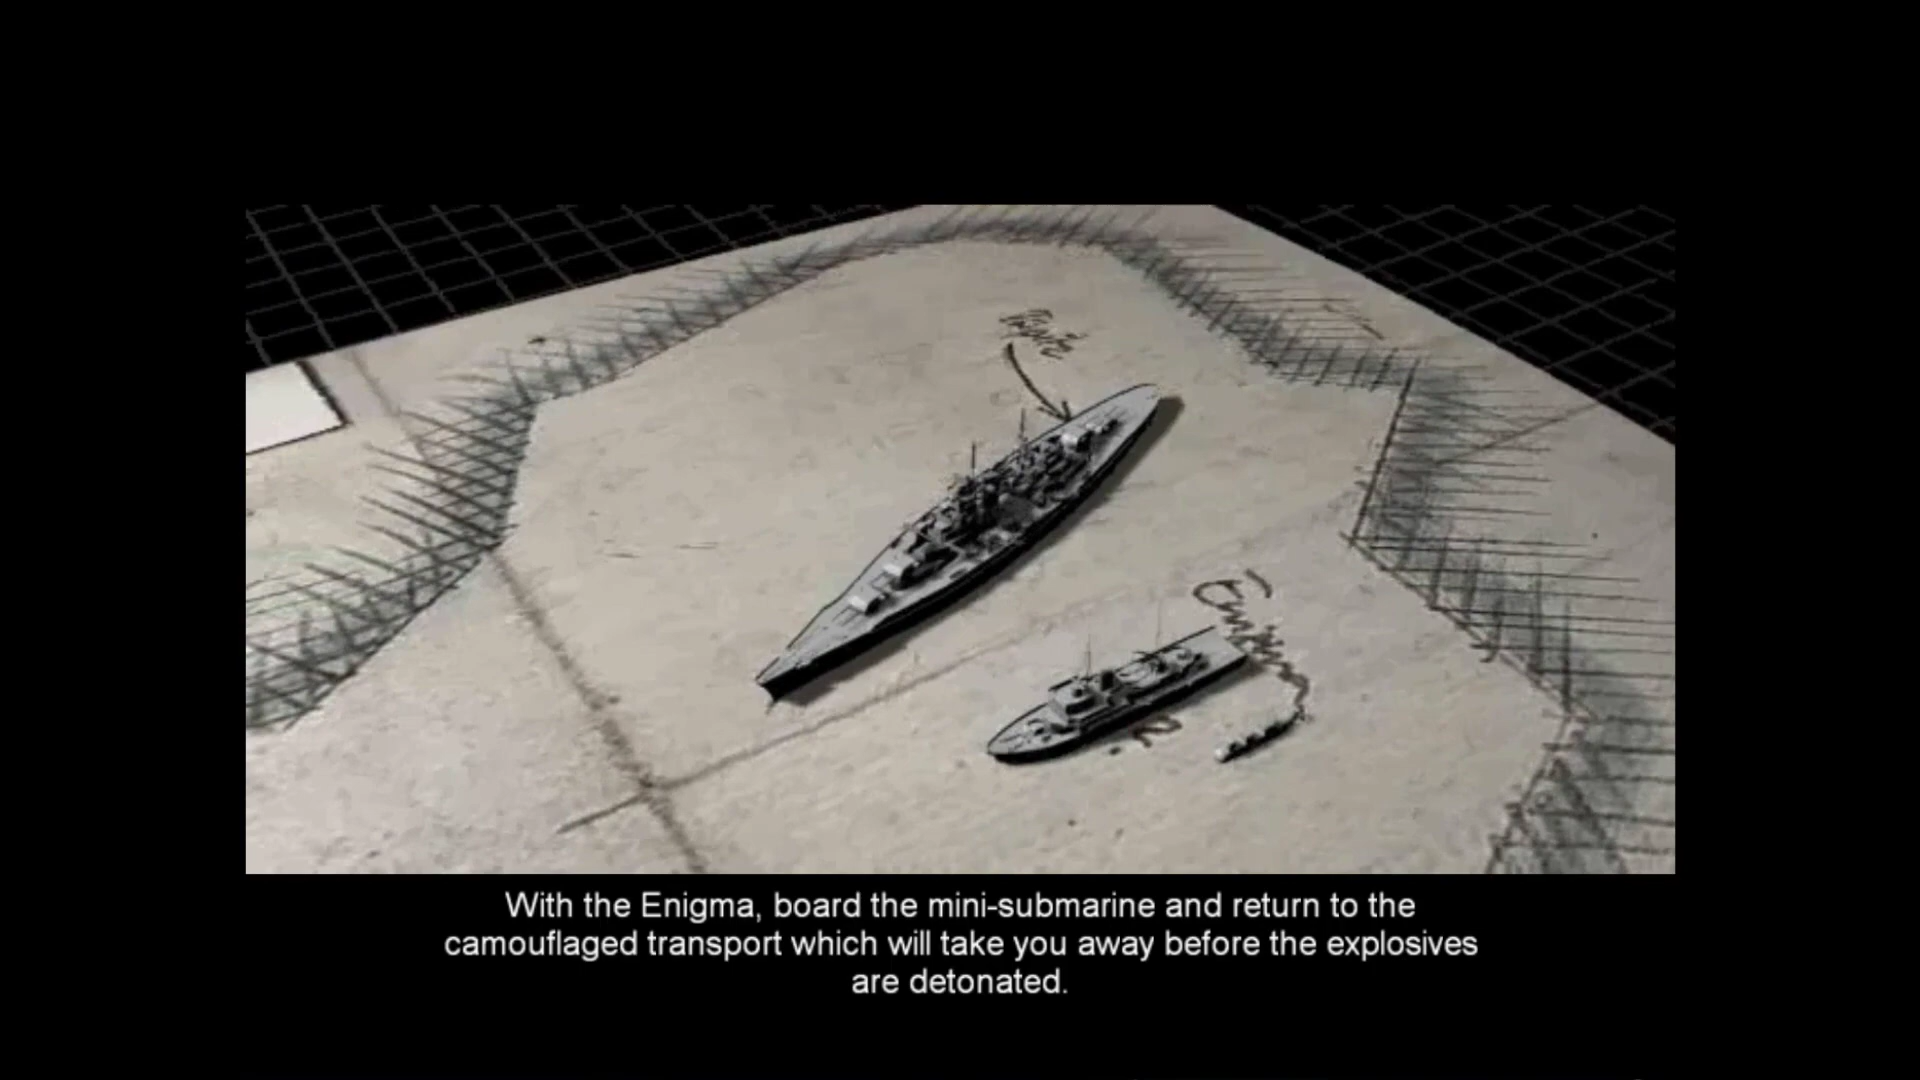 With the Enigma, board the mini-submarine and return to the
camouflaged transport which will take you away before the explosives
are detonated.